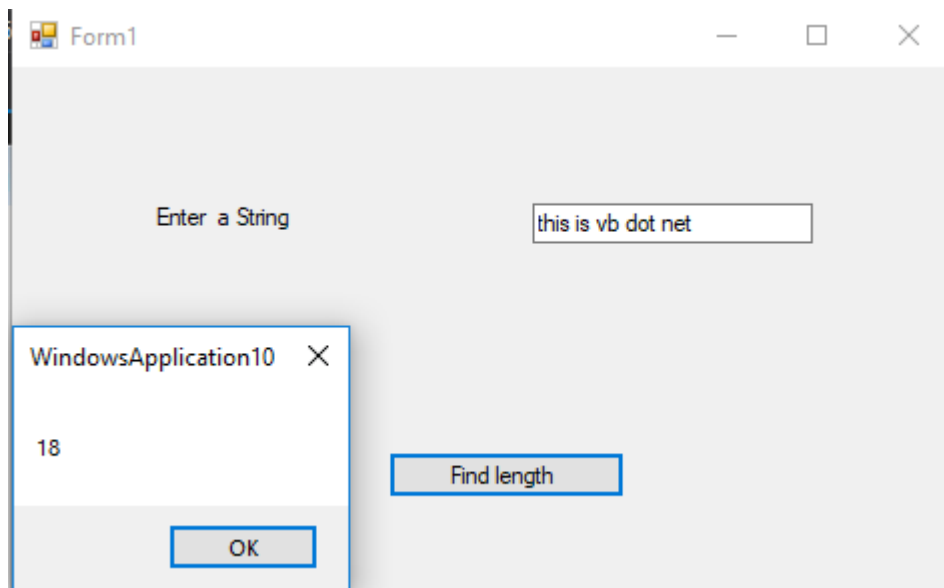 Form1
Enter a String
this is vb dot net
WindowsApplication10
18
Find length
OK